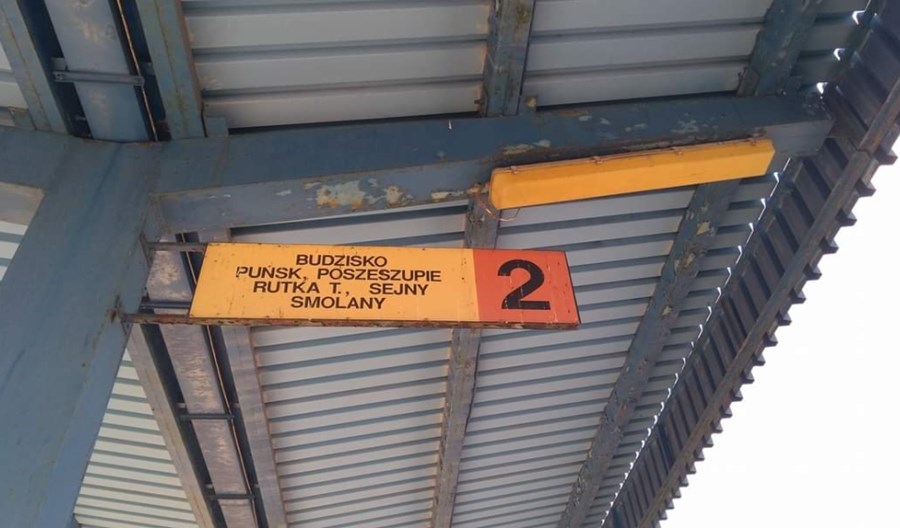 BUDZISKO
PUŃSK, POSZESZUPIE
RUTKA T., SEJNY
SMOLANY
2